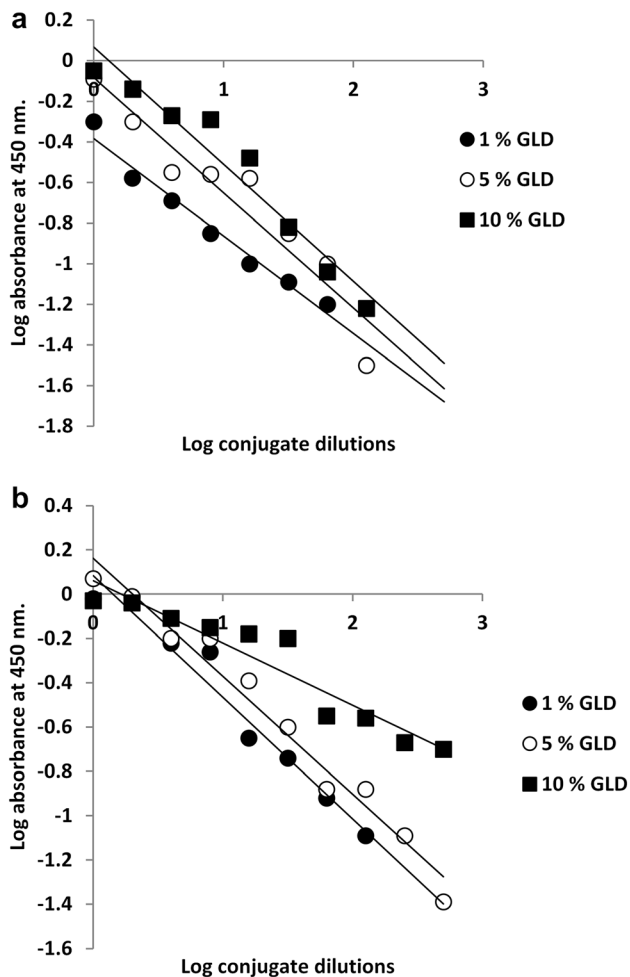 a
0
-0.2
-0.4
-0.6
-0.8
-1
-1.2
-1.4
-1.6
-1.8
0 1 2 3
Log absorbance at 450 nm.
Log conjugate dilutions
1 % GLD
5 % GLD
10 % GLD
b
0.4
0.2
0
-0.2
-0.4
-0.6
-0.8
-1
-1.2
-1.4
-1.6
0 1 2 3
Log absorbance at 450 nm.
Log conjugate dilutions
1 % GLD
5 % GLD
10 % GLD